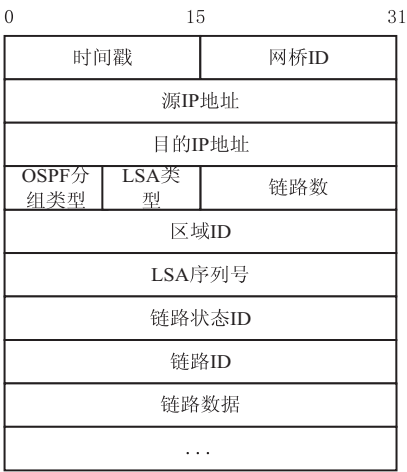 0 15 31
时间戳 网桥ID
源IP地址
目的IP地址
OSPF分组类型 LSA类型 链路数
区域ID
LSA序列号
链路状态ID
链路ID
链路数据
...